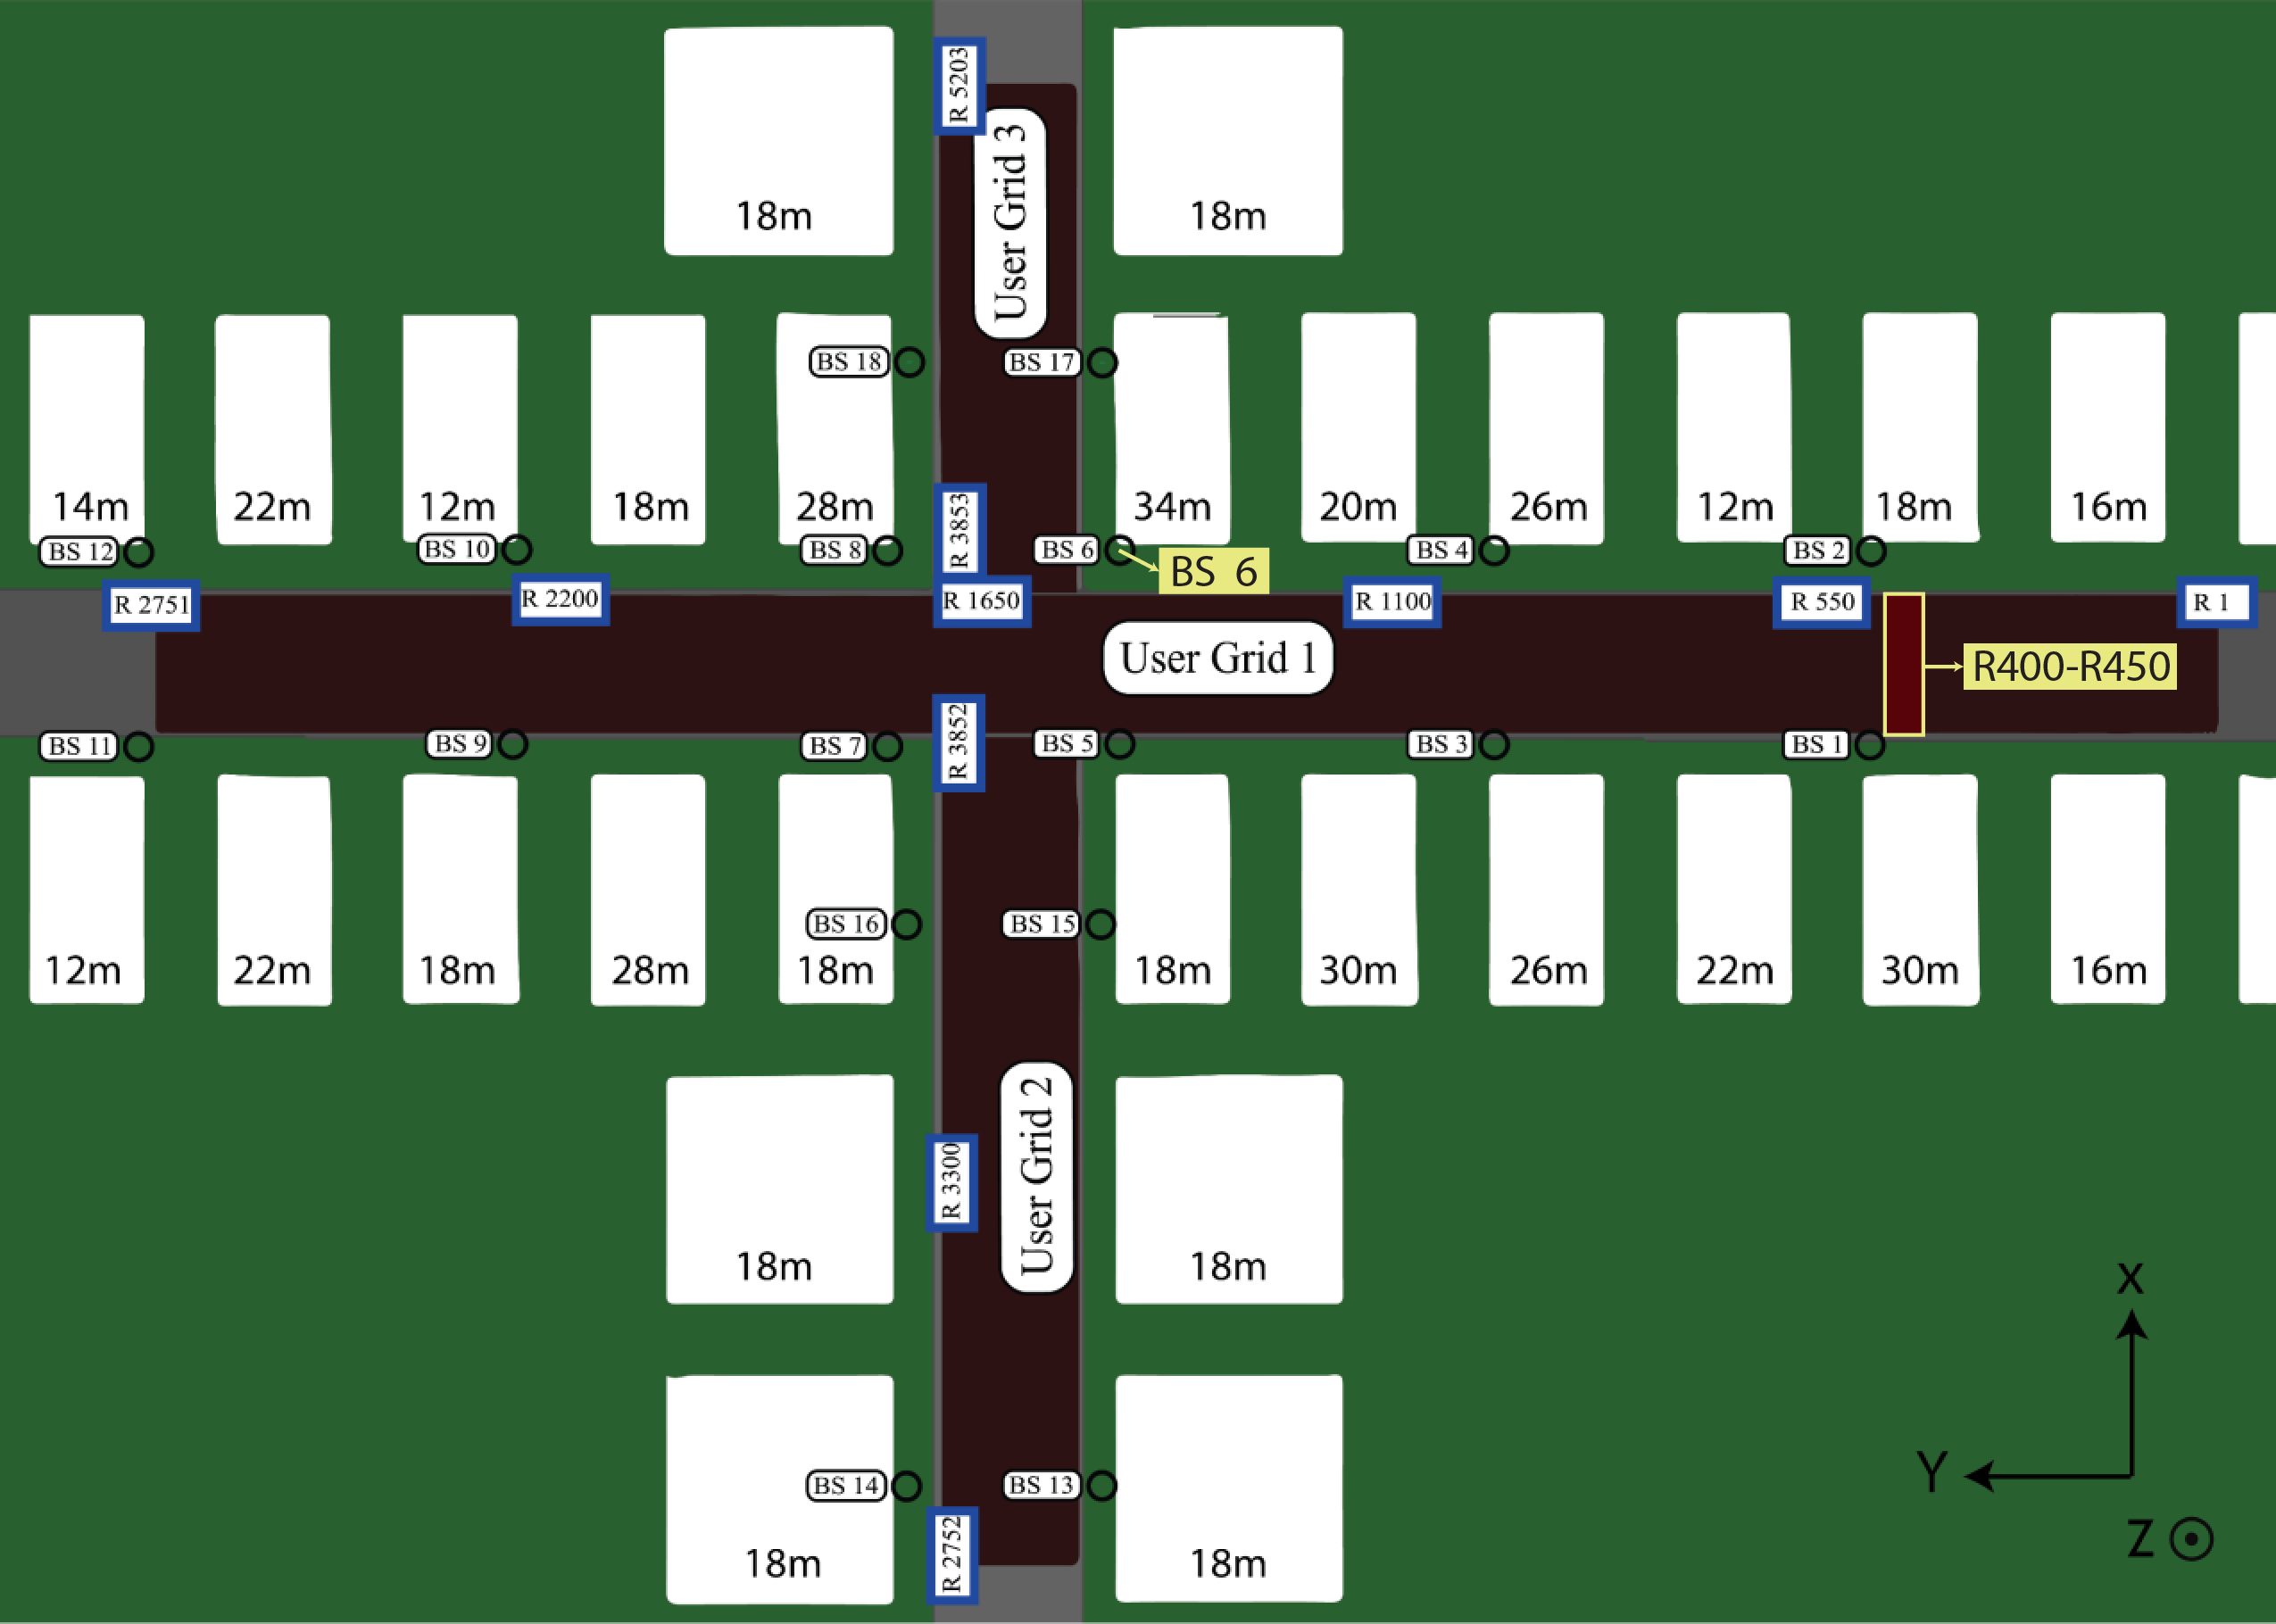 R 5203
User Grid 3
18m
18m
BS 18
BS 17
14m
22m
12m
18m
28m
34m
20m
26m
12m
18m
16m
R 3853
BS 12
BS 10
BS 8
BS 6
BS 4
BS 2
BS 6
R 2751
R 2200
R 1650
R 1100
R 550
R 1
User Grid 1
R400-R450
R 3852
BS 11
BS 9
BS 7
BS 5
BS 3
BS 1
BS 16
BS 15
12m
22m
18m
28m
18m
18m
30m
26m
22m
30m
16m
User Grid 2
R 3300
18m
18m
X
Y
Z
BS 14
BS 13
R 2752
18m
18m